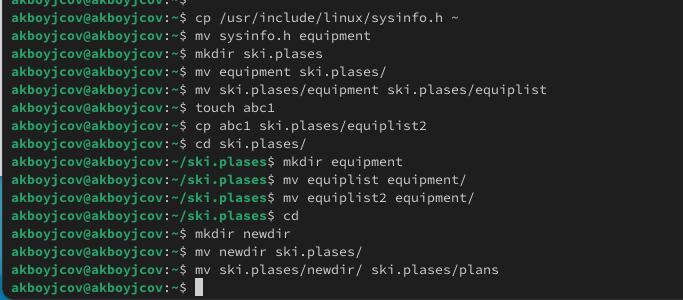 akboyjcov@akboyjcov:~$ cp /usr/include/linux/sysinfo.h ~
akboyjcov@akboyjcov:~$ mv sysinfo.h equipment
akboyjcov@akboyjcov:~$ mkdir ski.plases
akboyjcov@akboyjcov:~$ mv equipment ski.plases/
akboyjcov@akboyjcov:~$ mv ski.plases/equipment ski.plases/equiplist
akboyjcov@akboyjcov:~$ touch abc1
akboyjcov@akboyjcov:~$ cp abc1 ski.plases/equiplist2
akboyjcov@akboyjcov:~$ cd ski.plases/
akboyjcov@akboyjcov:~/ski.plases$ mkdir equipment
akboyjcov@akboyjcov:~/ski.plases$ mv equiplist equipment/
akboyjcov@akboyjcov:~/ski.plases$ mv equiplist2 equipment/
akboyjcov@akboyjcov:~/ski.plases$ cd
akboyjcov@akboyjcov:~$ mkdir newdir
akboyjcov@akboyjcov:~$ mv newdir ski.plases/
akboyjcov@akboyjcov:~$ mv ski.plases/newdir/ ski.plases/plans
akboyjcov@akboyjcov:~$